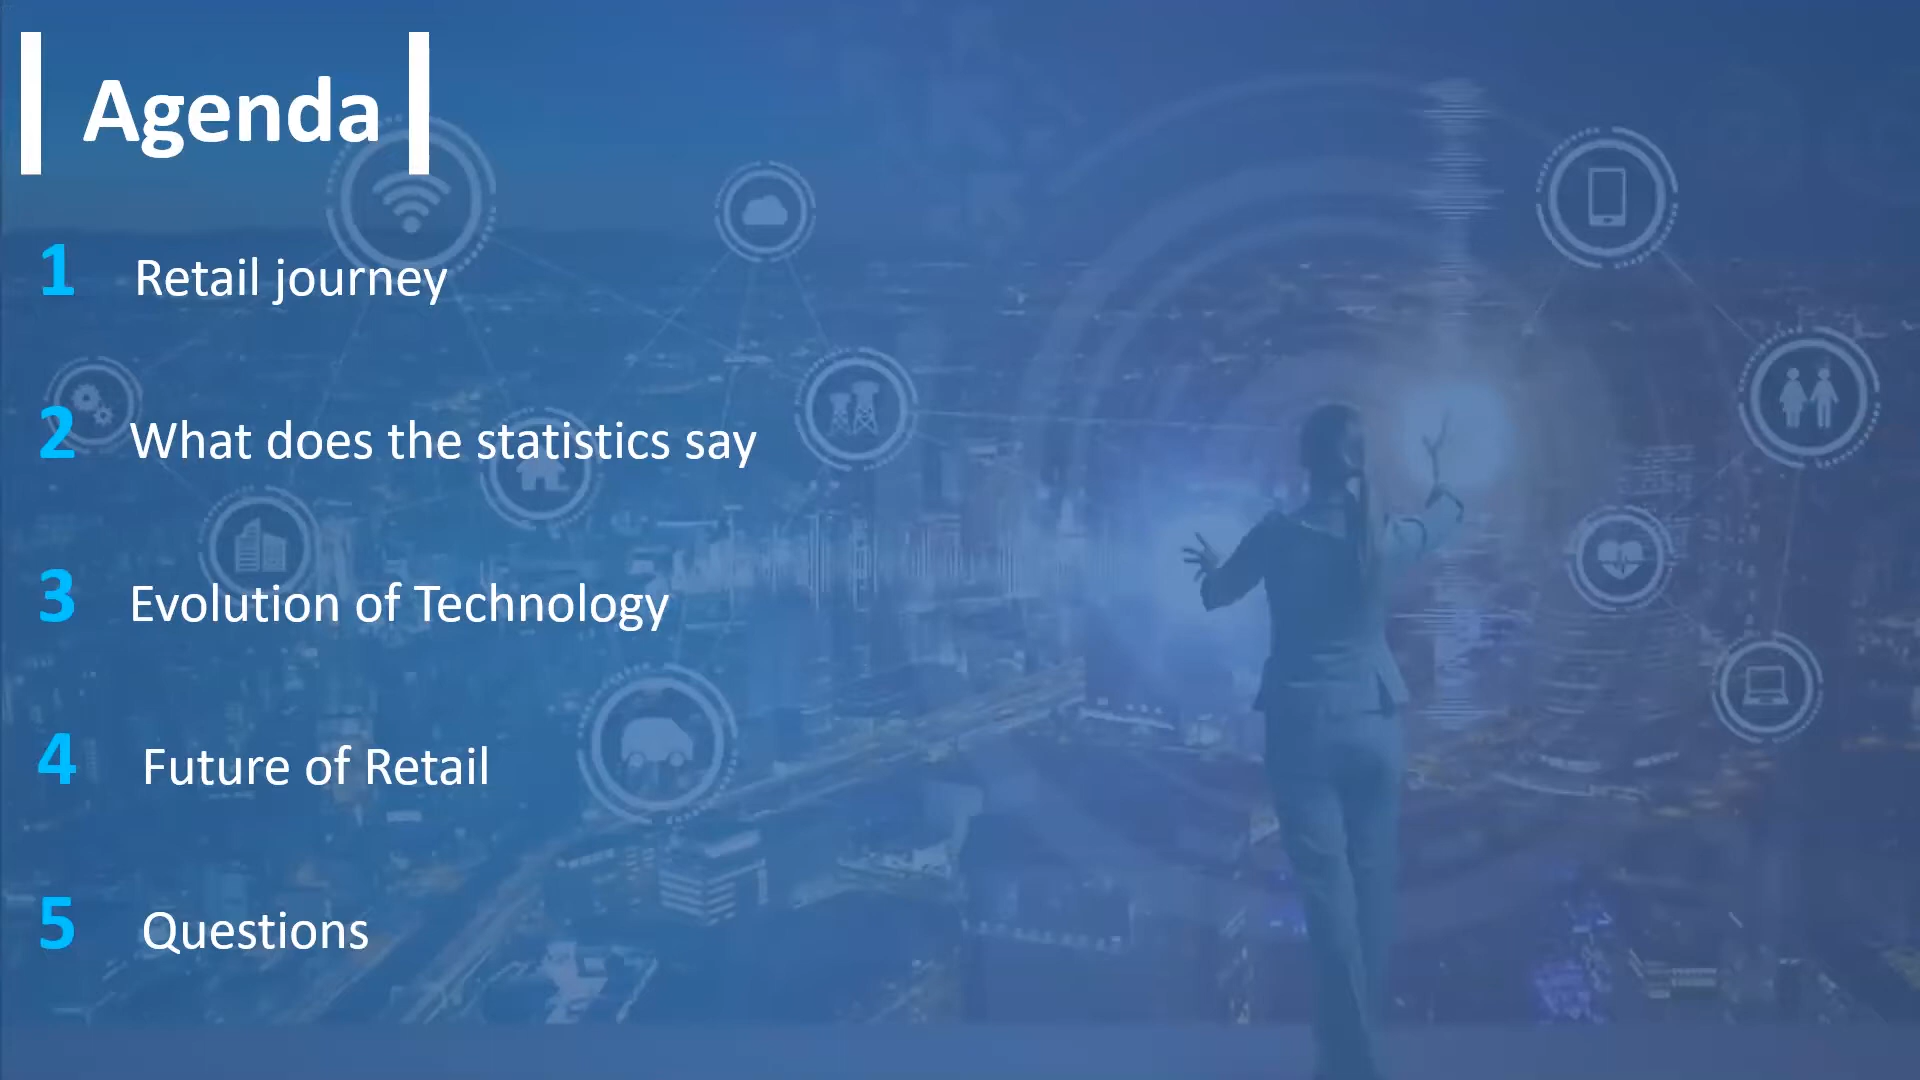 Agenda
1 Retail journey
2 What does the statistics say
3 Evolution of Technology
4 Future of Retail
5 Questions